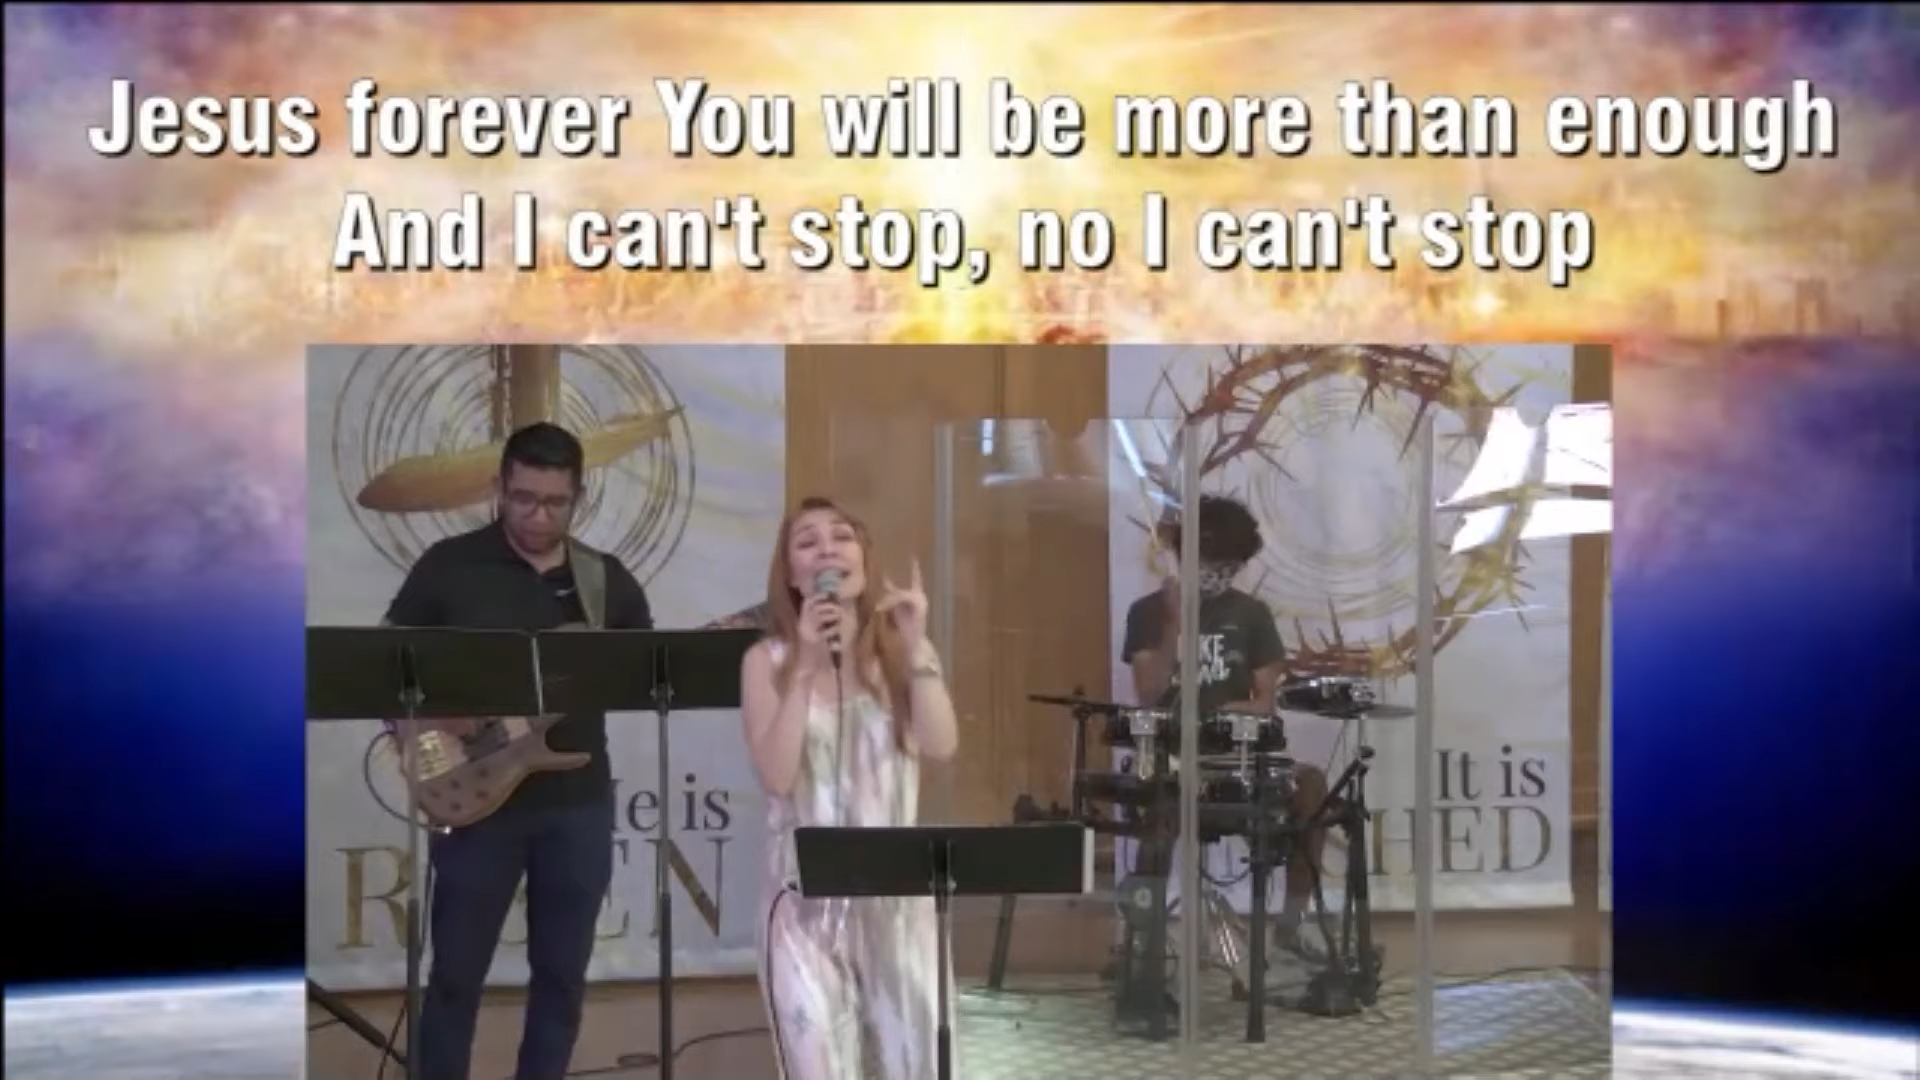 Jesus forever You will be more than enough
And I can't stop, no I can't stop
He is
It is